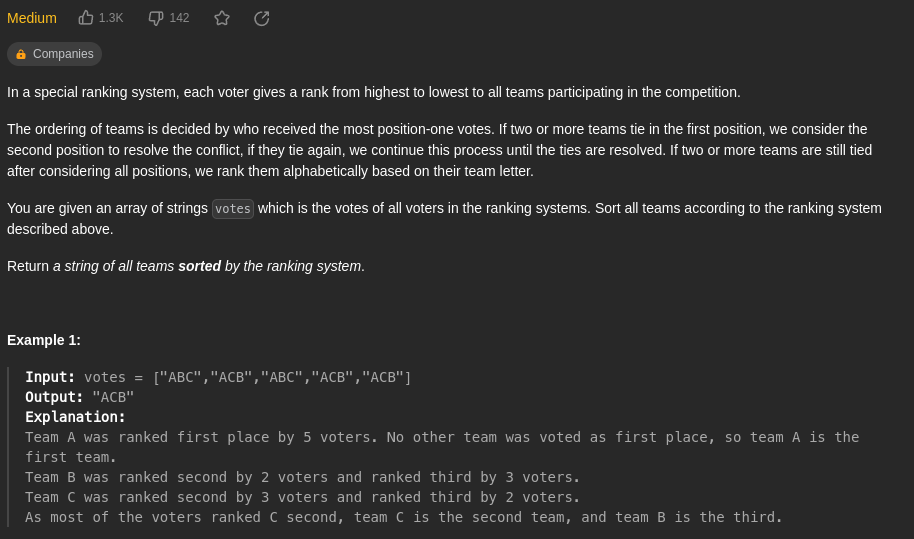 Medium 1.3K 142
Companies
In a special ranking system, each voter gives a rank from highest to lowest to all teams participating in the competition.
The ordering of teams is decided by who received the most position-one votes. If two or more teams tie in the first position, we consider the
second position to resolve the conflict, if they tie again, we continue this process until the ties are resolved. If two or more teams are still tied
after considering all positions, we rank them alphabetically based on their team letter.
You are given an array of strings votes which is the votes of all voters in the ranking systems. Sort all teams according to the ranking system
described above.
Return a string of all teams sorted by the ranking system.
Example 1:
Input: votes = ["ABC","ACB","ABC","ACB","ACB"]
Output: "ACB"
Explanation:
Team A was ranked first place by 5 voters. No other team was voted as first place, so team A is the
first team.
Team B was ranked second by 2 voters and ranked third by 3 voters.
Team C was ranked second by 3 voters and ranked third by 2 voters.
As most of the voters ranked C second, team C is the second team, and team B is the third.